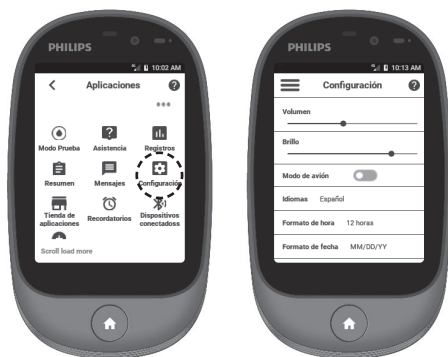 PHILIPS
4G 10:02 AM
Aplicaciones ?
Modo Prueba Asistencia Registros
Resumen Mensajes Configuración
Tienda de aplicaciones Recordatorios Dispositivos conectadoss
Scroll load more
PHILIPS
4G 10:13 AM
Configuración ?
Volumen
Brillo
Modo de avión
Idiomas Español
Formato de hora 12 horas
Formato de fecha MM/DD/YY